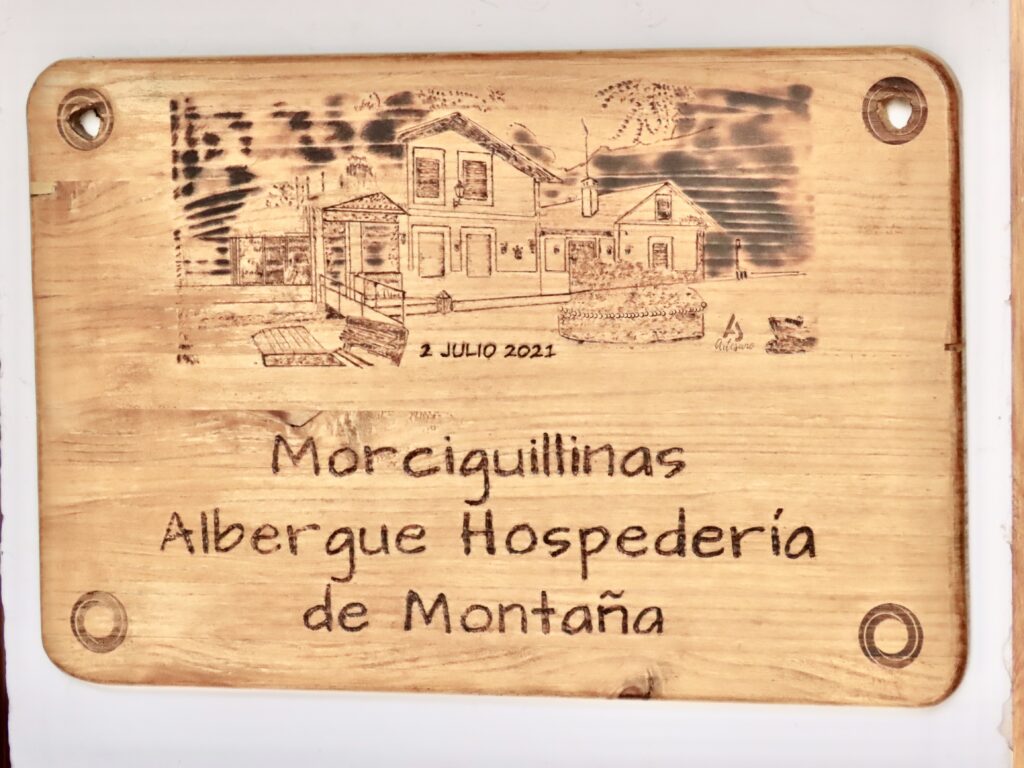 2 JULIO 2021
Morciguillinas
Albergue Hospedería
de Montaña